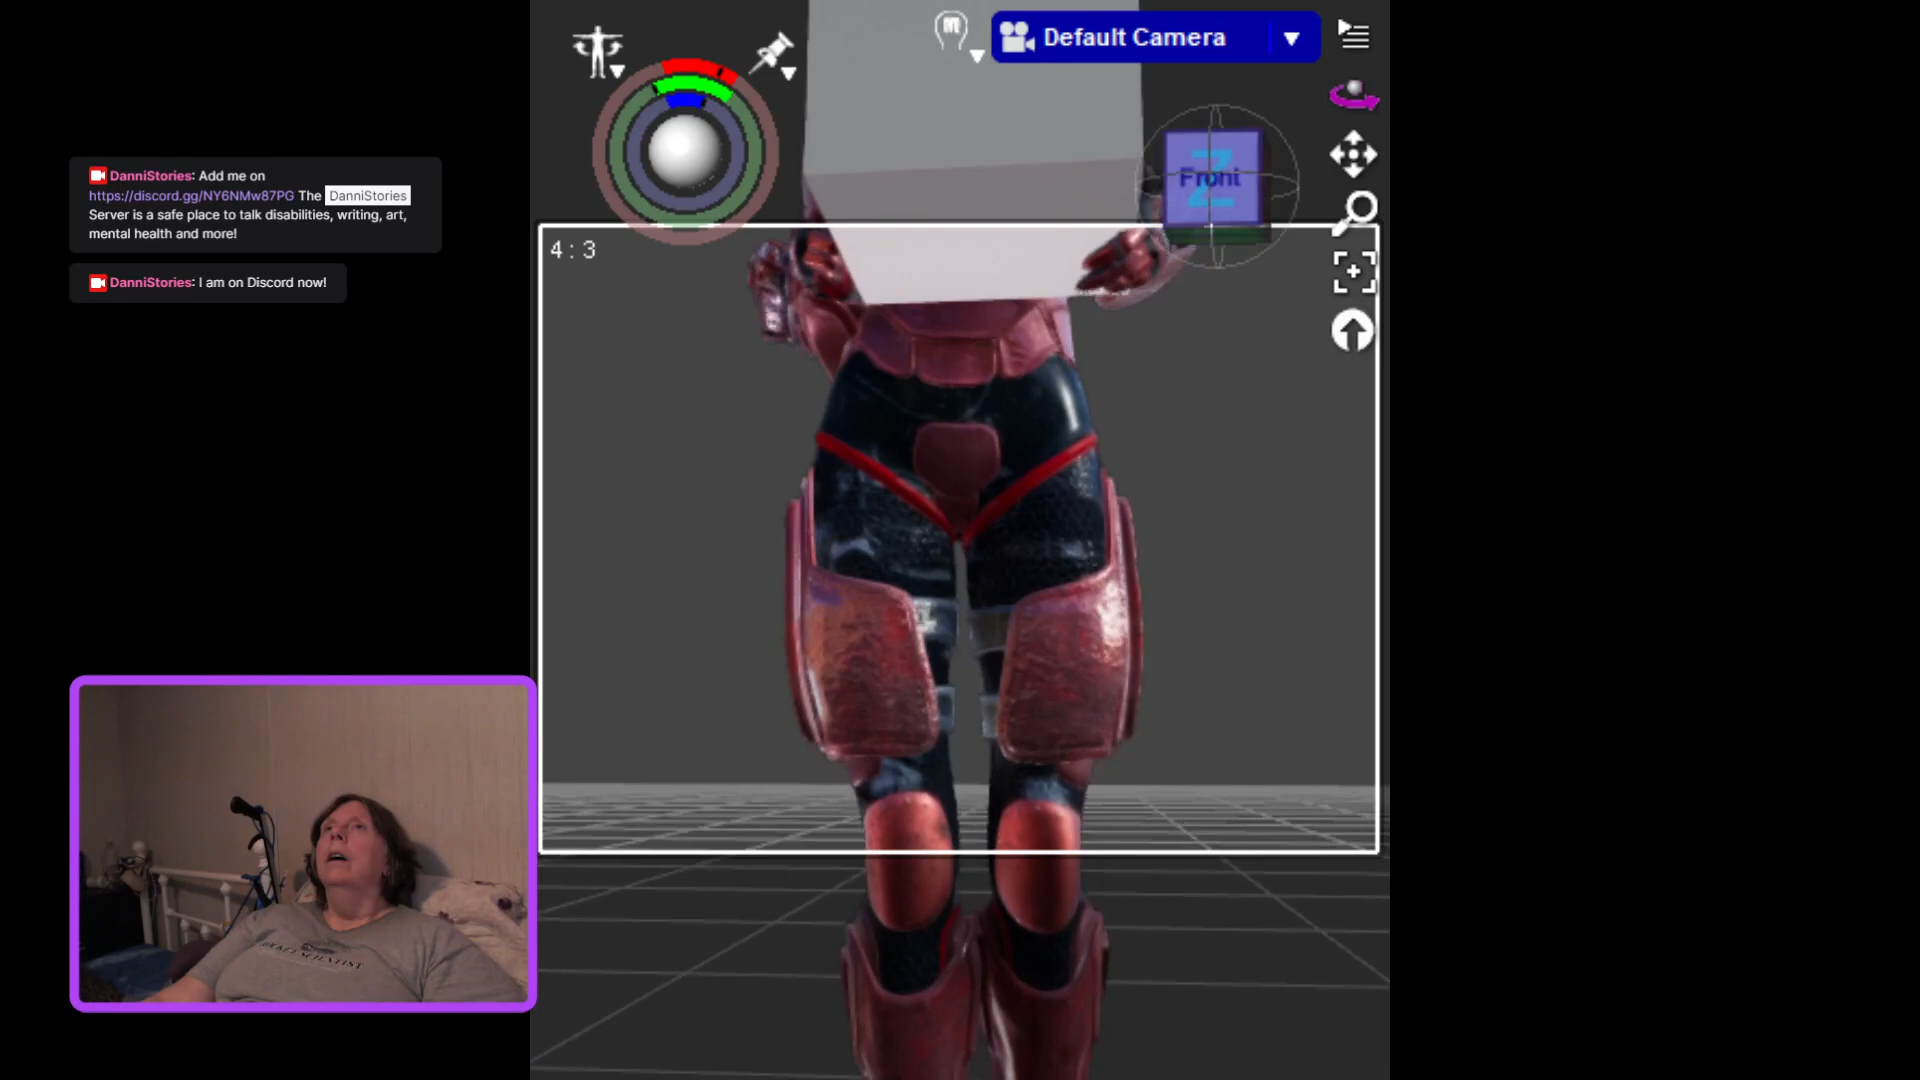 Default Camera
Front
Z
4 : 3
DanniStories: Add me on
https://discord.gg/NY6NMw87PG The DanniStories
Server is a safe place to talk disabilities, writing, art,
mental health and more!
DanniStories: I am on Discord now!